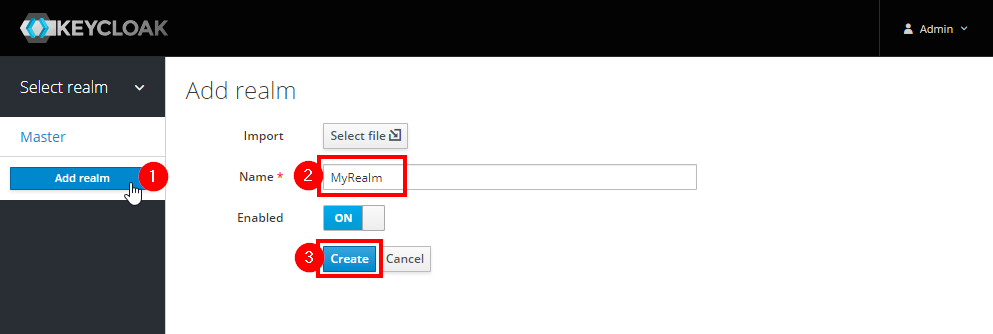 KEYCLOAK
Admin
Select realm
Add realm
Master
Import
Select file
Add realm
1
Name *
2
MyRealm
Enabled
ON
3
Create
Cancel